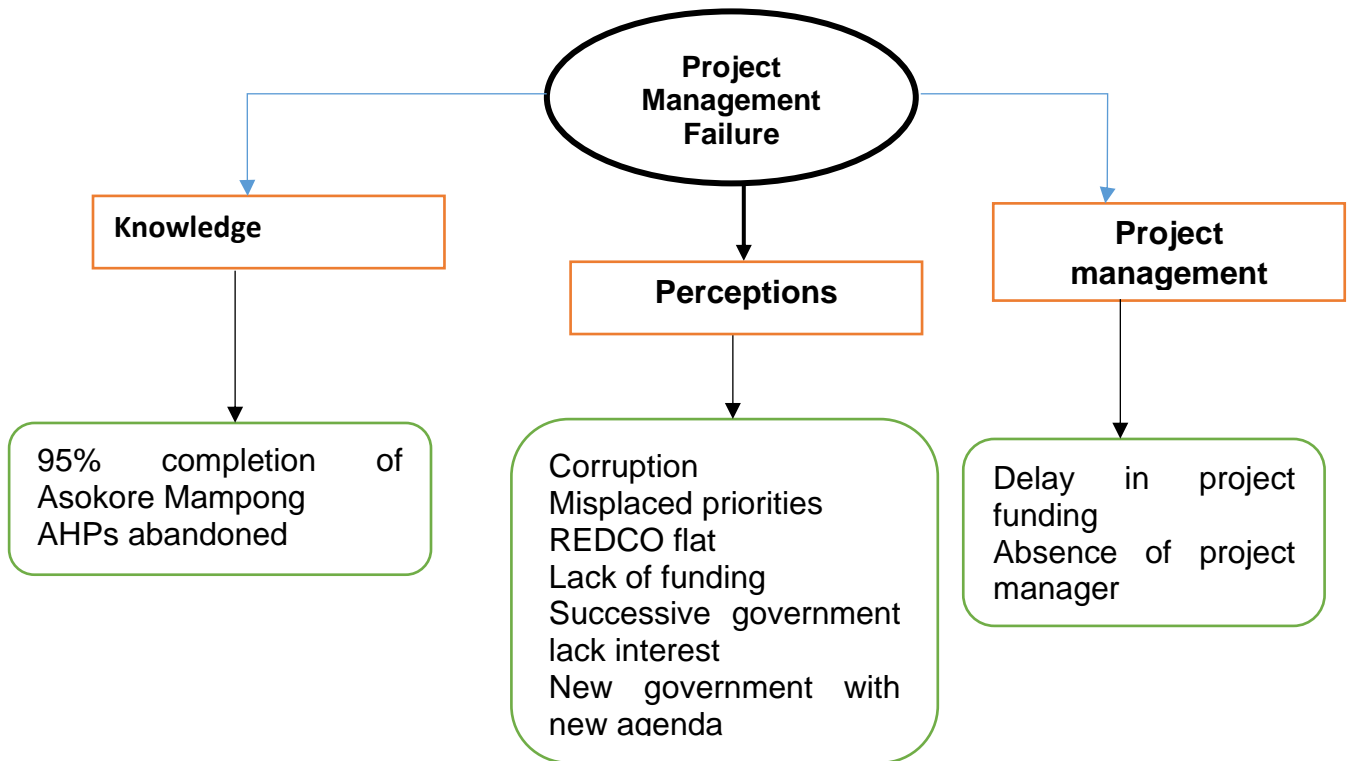 Project
Management
Failure
Knowledge
Perceptions
Project
management
95% completion of
Asokore Mampong
AHPs abandoned
Corruption
Misplaced priorities
REDCO flat
Lack of funding
Successive government
lack interest
New government with
new agenda
Delay in project
funding
Absence of project
manager